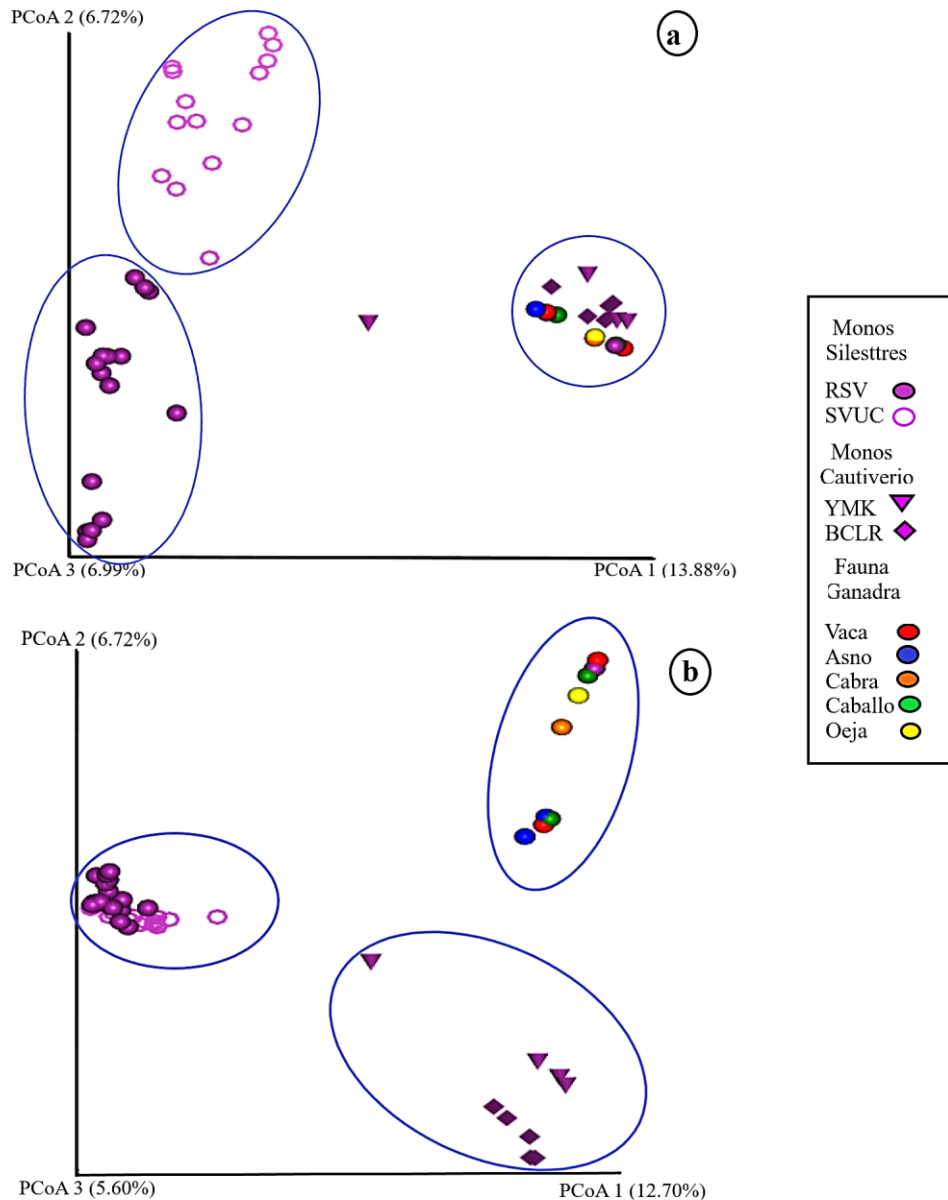 PCoA 2 (6.72%)
a
PCoA 3 (6.99%)
PCoA 1 (13.88%)
PCoA 2 (6.72%)
b
PCoA 3 (5.60%)
PCoA 1 (12.70%)
Monos
Silesttres
RSV
SVUC
Monos
Cautiverio
YMK
BCLR
Fauna
Ganadra
Vaca
Asno
Cabra
Caballo
Oeja